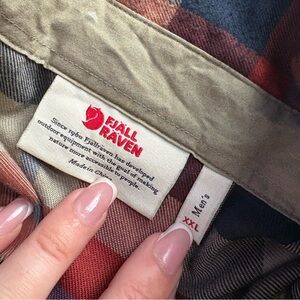 FJÄLL
RÄVEN
Since 1960 Fjällräven has developed
outdoor equipment with the goal of making
nature more accessible to people.
Made in China
Men's
XXL